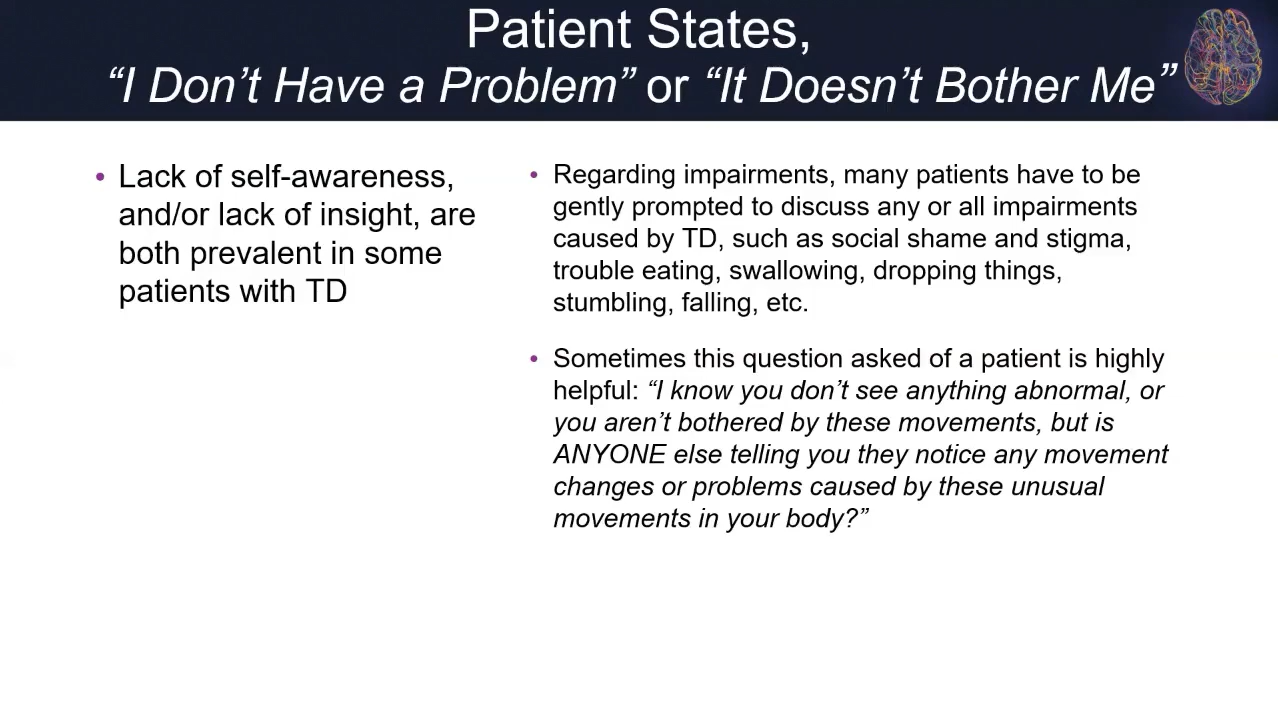 Patient States,
“I Don’t Have a Problem” or “It Doesn’t Bother Me”
• Lack of self-awareness,
and/or lack of insight, are
both prevalent in some
patients with TD
• Regarding impairments, many patients have to be
gently prompted to discuss any or all impairments
caused by TD, such as social shame and stigma,
trouble eating, swallowing, dropping things,
stumbling, falling, etc.
• Sometimes this question asked of a patient is highly
helpful: “I know you don’t see anything abnormal, or
you aren’t bothered by these movements, but is
ANYONE else telling you they notice any movement
changes or problems caused by these unusual
movements in your body?”